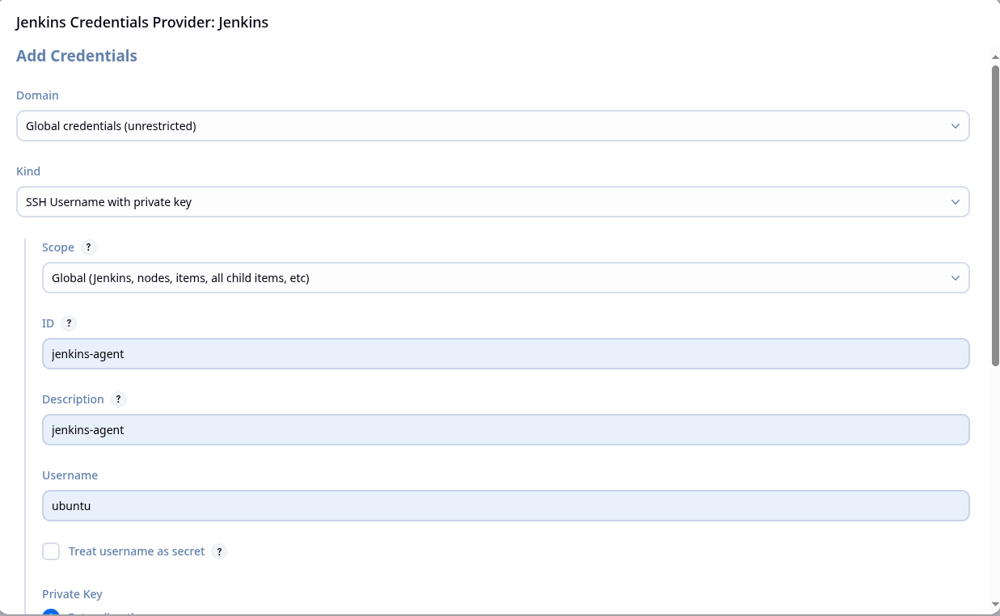 Jenkins Credentials Provider: Jenkins
Add Credentials
Domain
Global credentials (unrestricted)
Kind
SSH Username with private key
Scope ?
Global (Jenkins, nodes, items, all child items, etc)
ID ?
jenkins-agent
Description ?
jenkins-agent
Username
ubuntu
Treat username as secret ?
Private Key